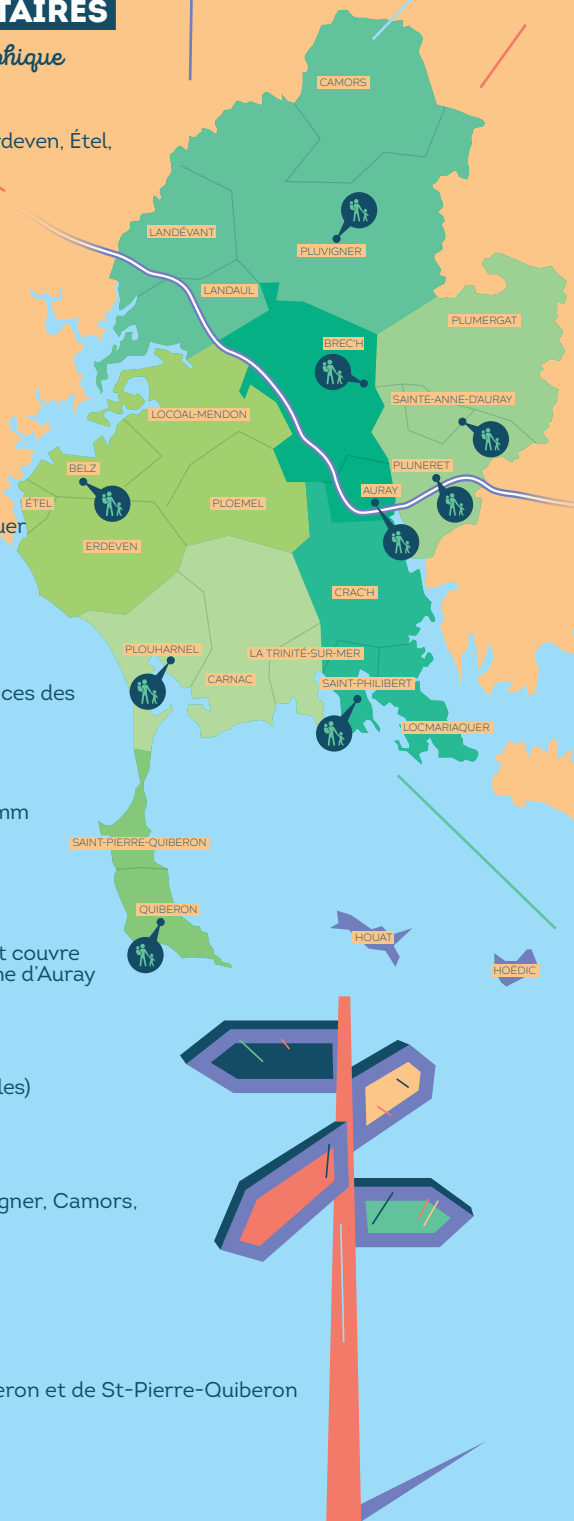 TAIRES
phique
CAMORS
rdeven, Étel,
LANDÉVANT
PLUVIGNER
LANDAUL
PLUMERGAT
BREC'H
SAINTE-ANNE-D'AURAY
LOCOAL-MENDON
BELZ
PLUNERET
AURAY
ÉTEL
PLOEMEL
uer
ERDEVEN
CRAC'H
PLOUHARNEL
LA TRINITÉ-SUR-MER
CARNAC
SAINT-PHILIBERT
ces des
LOCMARIAQUER
mm
SAINT-PIERRE-QUIBERON
QUIBERON
HOUAT
t couvre
HOËDIC
ne d'Auray
les)
gner, Camors,
eron et de St-Pierre-Quiberon